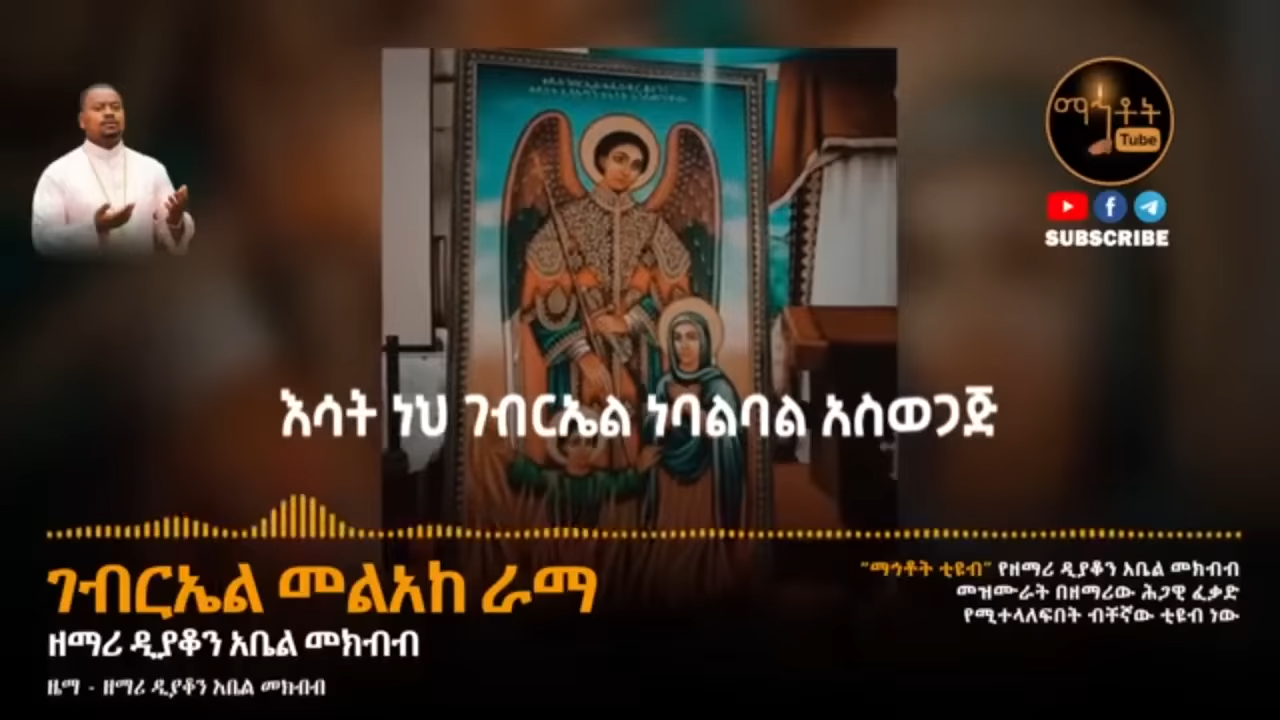 ማኅቶት
Tube
SUBSCRIBE
እሳት ነህ ገብርኤል ነባልባል አስወጋጅ
ገብርኤል መልአከ ራማ
ዘማሪ ዲያቆን አቤል መክብብ
ዜማ - ዘማሪ ዲያቆን አቤል መክብብ
"ማኅቶት ቲዩብ" የዘማሪ ዲያቆን አቤል መክብብ
መዝሙራት በዘማሪው ሕጋዊ ፈቃድ
የሚተላለፍበት ብቸኛው ቲዩብ ነው